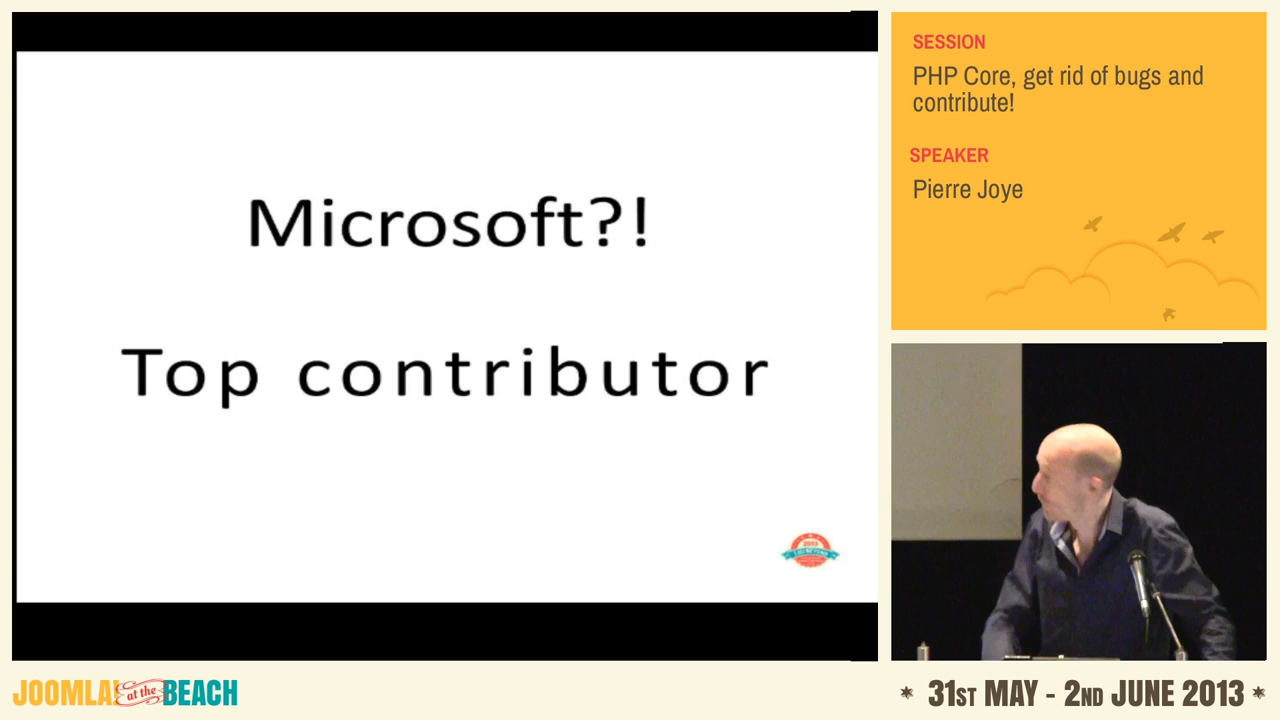 Microsoft?!
Top contributor
2013
SESSION
PHP Core, get rid of bugs and
contribute!
SPEAKER
Pierre Joye
JOOMLA! at the BEACH
31ST MAY - 2ND JUNE 2013